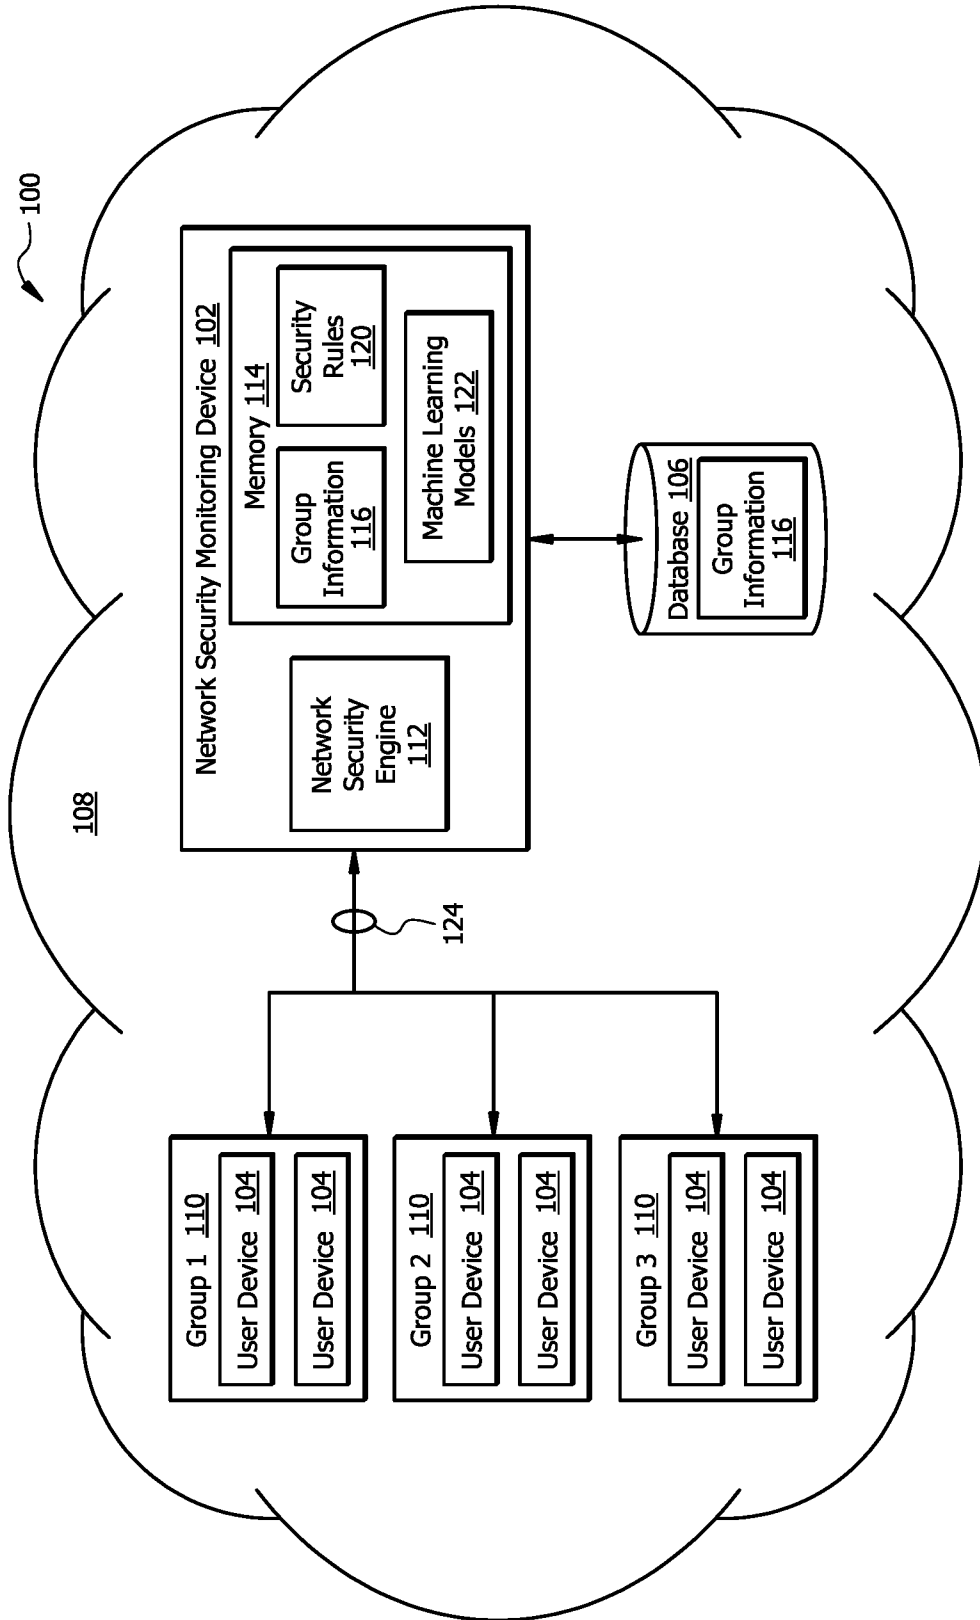 100
108
Group 1 110
User Device 104
User Device 104
Group 2 110
User Device 104
User Device 104
Group 3 110
User Device 104
User Device 104
124
Network Security Monitoring Device 102
Network
Security
Engine
112
Memory 114
Group
Information
116
Security
Rules
120
Machine Learning
Models 122
Database 106
Group
Information
116